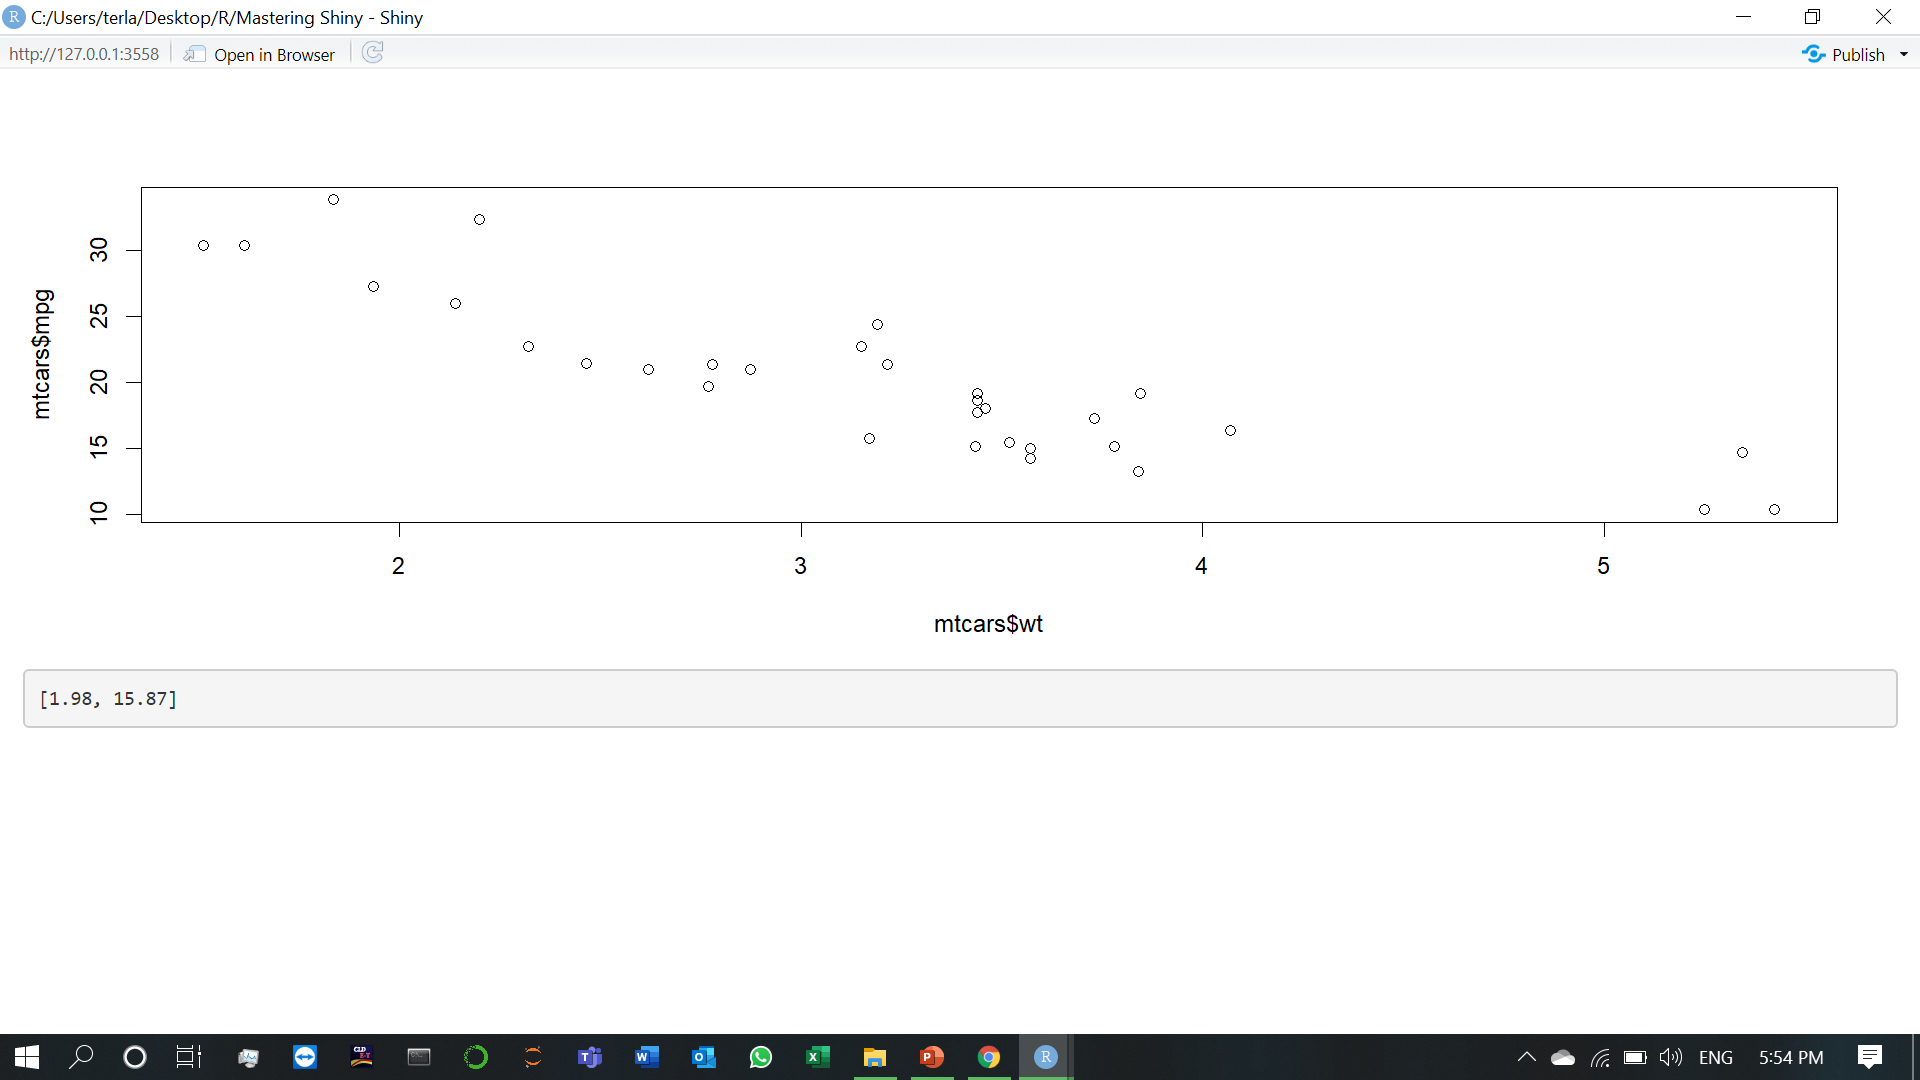 R C:/Users/terla/Desktop/R/Mastering Shiny - Shiny
http://127.0.0.1:3558 Open in Browser Publish
30
25
20
15
10
mtcars$mpg
2 3 4 5
mtcars$wt
[1.98, 15.87]
CLD
E-T
T W O X P R
ENG 5:54 PM